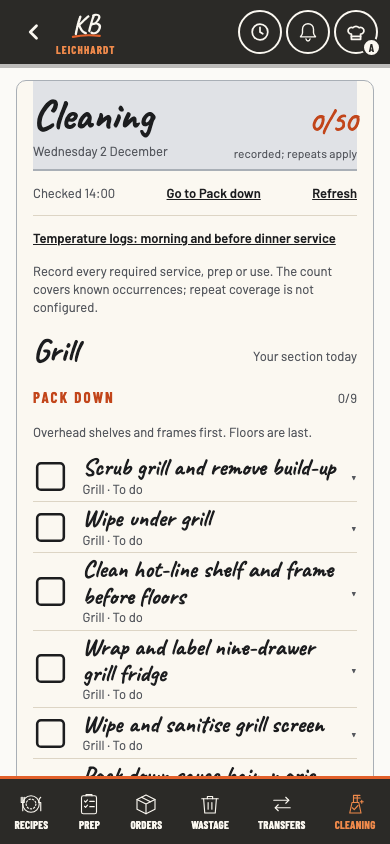 KB
LEICHHARDT
A
Cleaning
0/50
Wednesday 2 December
recorded; repeats apply
Checked 14:00
Go to Pack down
Refresh
Temperature logs: morning and before dinner service
Record every required service, prep or use. The count
covers known occurrences; repeat coverage is not
configured.
Grill
Your section today
PACK DOWN
0/9
Overhead shelves and frames first. Floors are last.
Scrub grill and remove build-up
Grill · To do
Wipe under grill
Grill · To do
Clean hot-line shelf and frame
before floors
Grill · To do
Wrap and label nine-drawer
grill fridge
Grill · To do
Wipe and sanitise grill screen
Grill · To do
RECIPES
PREP
ORDERS
WASTAGE
TRANSFERS
CLEANING